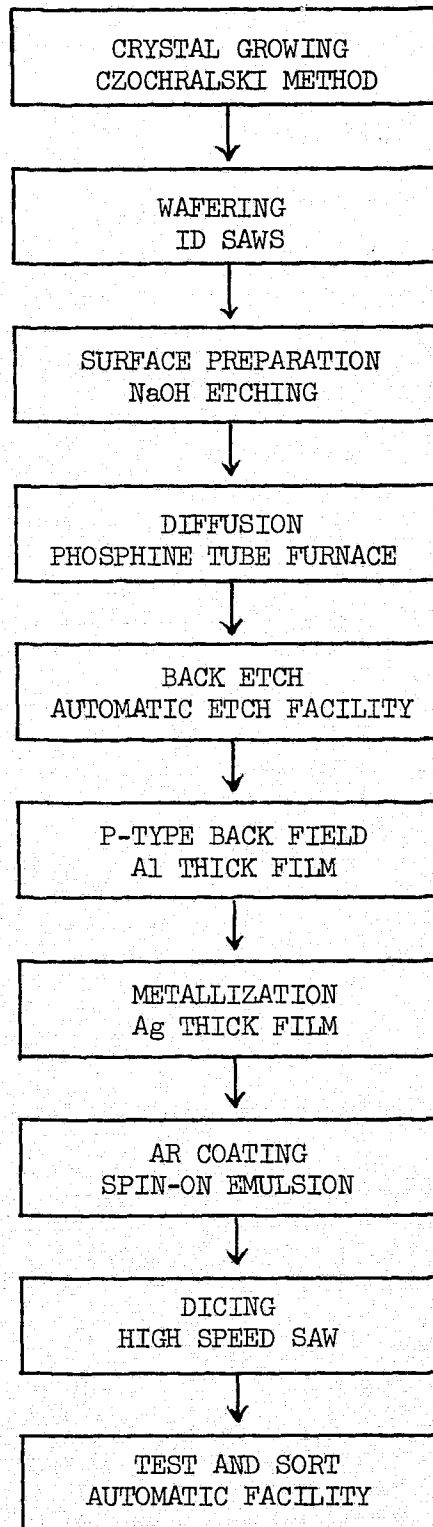 CRYSTAL GROWING
CZOCHRALSKI METHOD
WAFERING
ID SAWS
SURFACE PREPARATION
NaOH ETCHING
DIFFUSION
PHOSPHINE TUBE FURNACE
BACK ETCH
AUTOMATIC ETCH FACILITY
P-TYPE BACK FIELD
Al THICK FILM
METALLIZATION
Ag THICK FILM
AR COATING
SPIN-ON EMULSION
DICING
HIGH SPEED SAW
TEST AND SORT
AUTOMATIC FACILITY